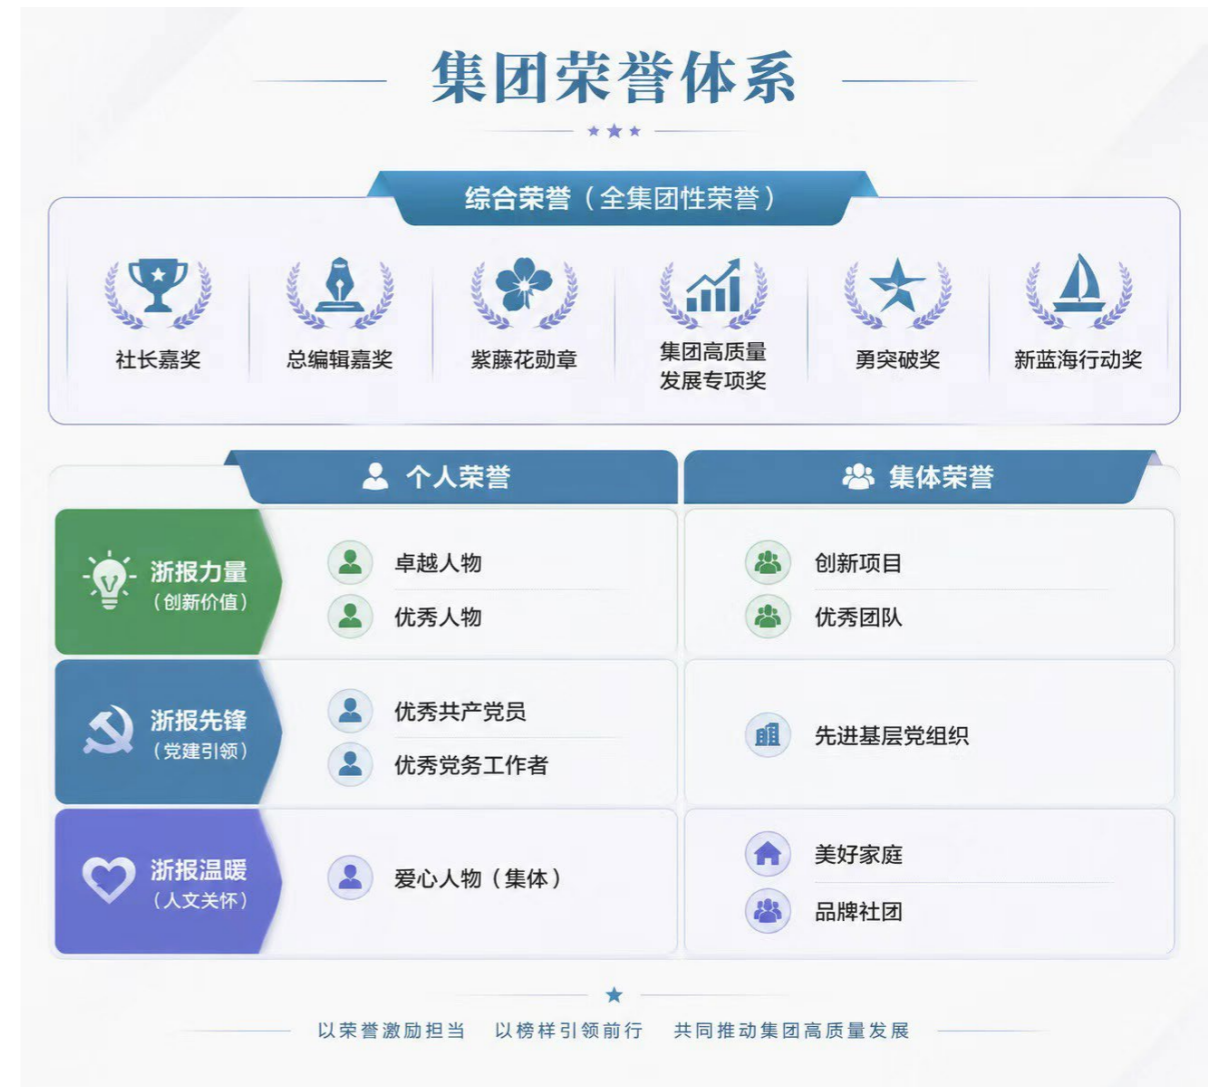 集团荣誉体系
综合荣誉（全集团性荣誉）
社长嘉奖
总编辑嘉奖
紫藤花勋章
集团高质量
发展专项奖
勇突破奖
新蓝海行动奖
个人荣誉
集体荣誉
浙报力量
（创新价值）
卓越人物
优秀人物
创新项目
优秀团队
浙报先锋
（党建引领）
优秀共产党员
优秀党务工作者
先进基层党组织
浙报温暖
（人文关怀）
爱心人物（集体）
美好家庭
品牌社团
以荣誉激励担当 以榜样引领前行 共同推动集团高质量发展